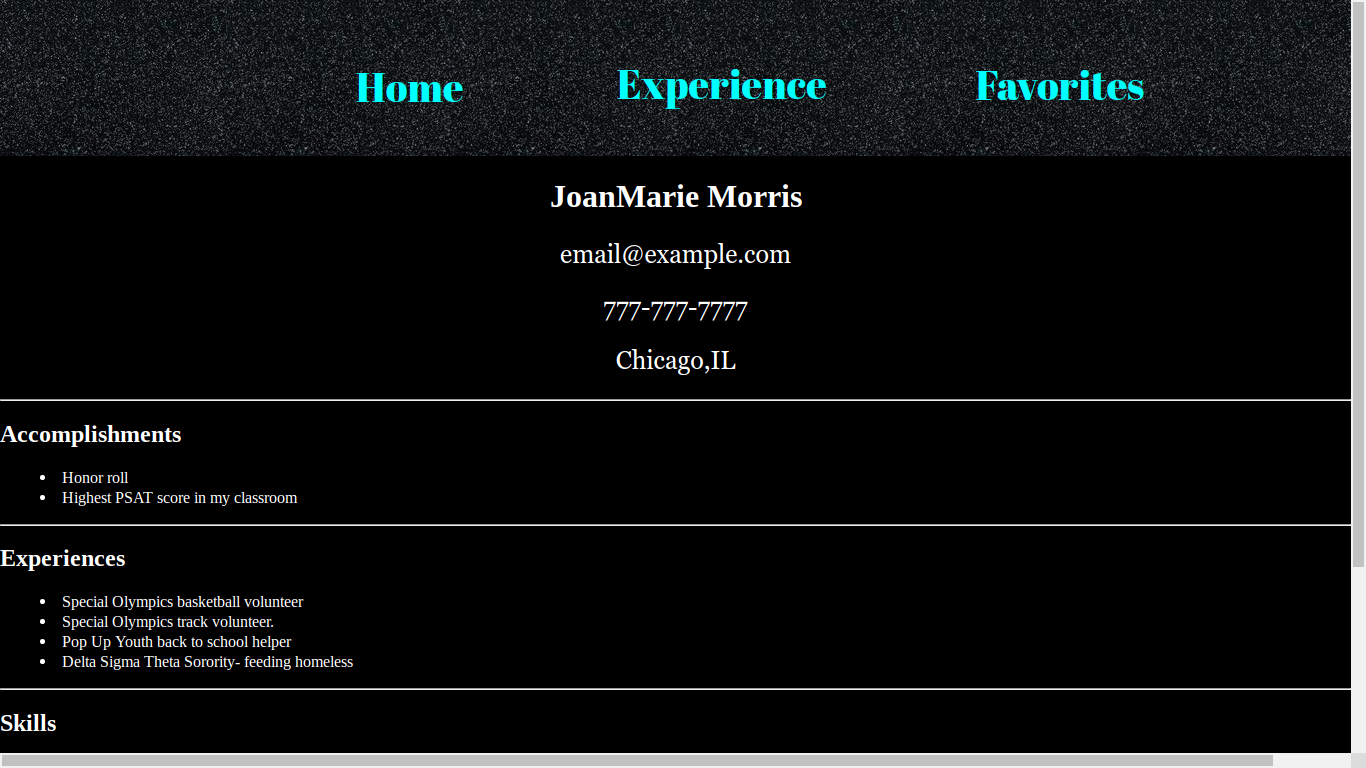 Home Experience Favorites
JoanMarie Morris
email@example.com
777-777-7777
Chicago,IL
Accomplishments
• Honor roll
• Highest PSAT score in my classroom
Experiences
• Special Olympics basketball volunteer
• Special Olympics track volunteer.
• Pop Up Youth back to school helper
• Delta Sigma Theta Sorority- feeding homeless
Skills